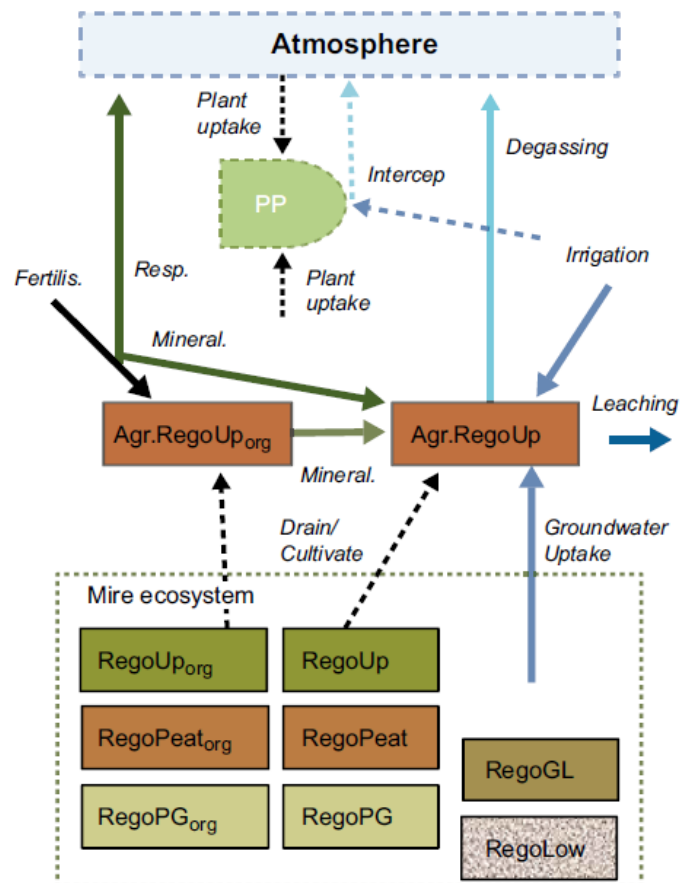 Atmosphere
Plant
uptake
Degassing
Intercep
PP
Irrigation
Resp.
Plant
uptake
Fertilis.
Mineral.
Leaching
Agr.RegoUporg
Agr.RegoUp
Mineral.
Drain/
Cultivate
Groundwater
Uptake
Mire ecosystem
RegoUporg
RegoUp
RegoPeatorg
RegoPeat
RegoGL
RegoPGorg
RegoPG
RegoLow